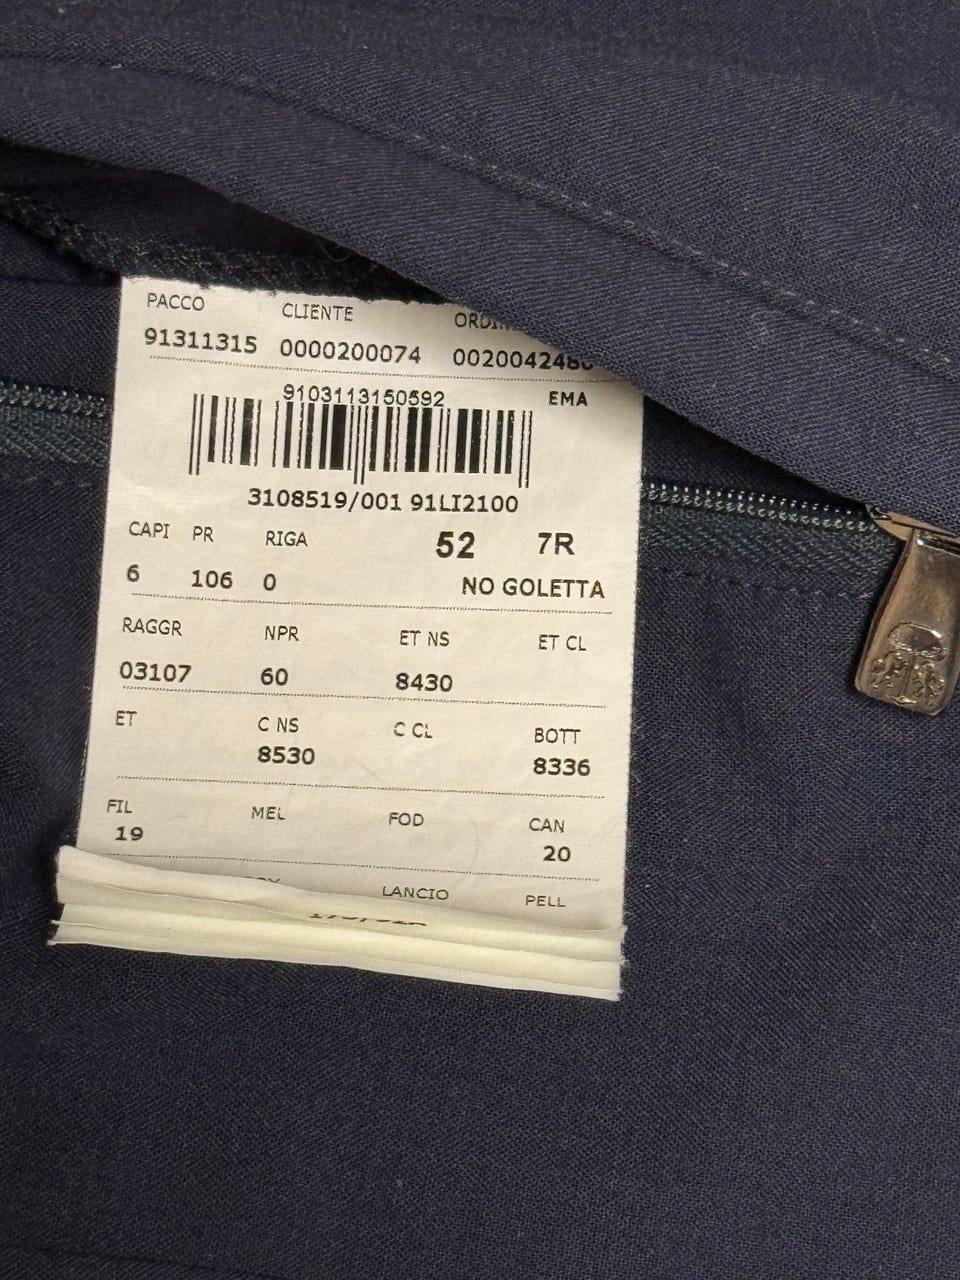 PACCO CLIENTE
91311315 0000200074 002004248
9103113150592 EMA
3108519/001 91LI2100
CAPI PR RIGA 52 7R
6 106 0 NO GOLETTA
RAGGR NPR ET NS ET CL
03107 60 8430
ET C NS C CL BOTT
8530 8336
FIL MEL FOD CAN
19 20
LANCIO PELL